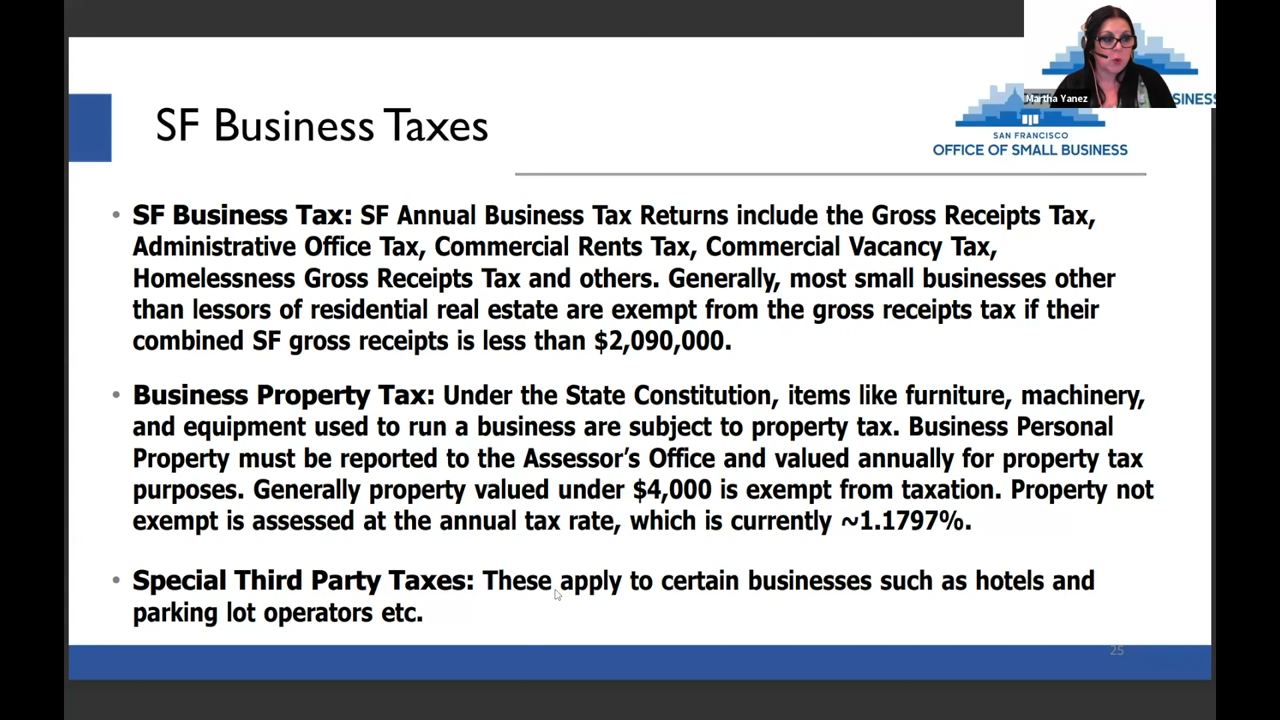 SF Business Taxes
Martha Yanez
SINESS
SAN FRANCISCO
OFFICE OF SMALL BUSINESS
• SF Business Tax: SF Annual Business Tax Returns include the Gross Receipts Tax,
Administrative Office Tax, Commercial Rents Tax, Commercial Vacancy Tax,
Homelessness Gross Receipts Tax and others. Generally, most small businesses other
than lessors of residential real estate are exempt from the gross receipts tax if their
combined SF gross receipts is less than $2,090,000.
• Business Property Tax: Under the State Constitution, items like furniture, machinery,
and equipment used to run a business are subject to property tax. Business Personal
Property must be reported to the Assessor’s Office and valued annually for property tax
purposes. Generally property valued under $4,000 is exempt from taxation. Property not
exempt is assessed at the annual tax rate, which is currently ~1.1797%.
• Special Third Party Taxes: These apply to certain businesses such as hotels and
parking lot operators etc.
25